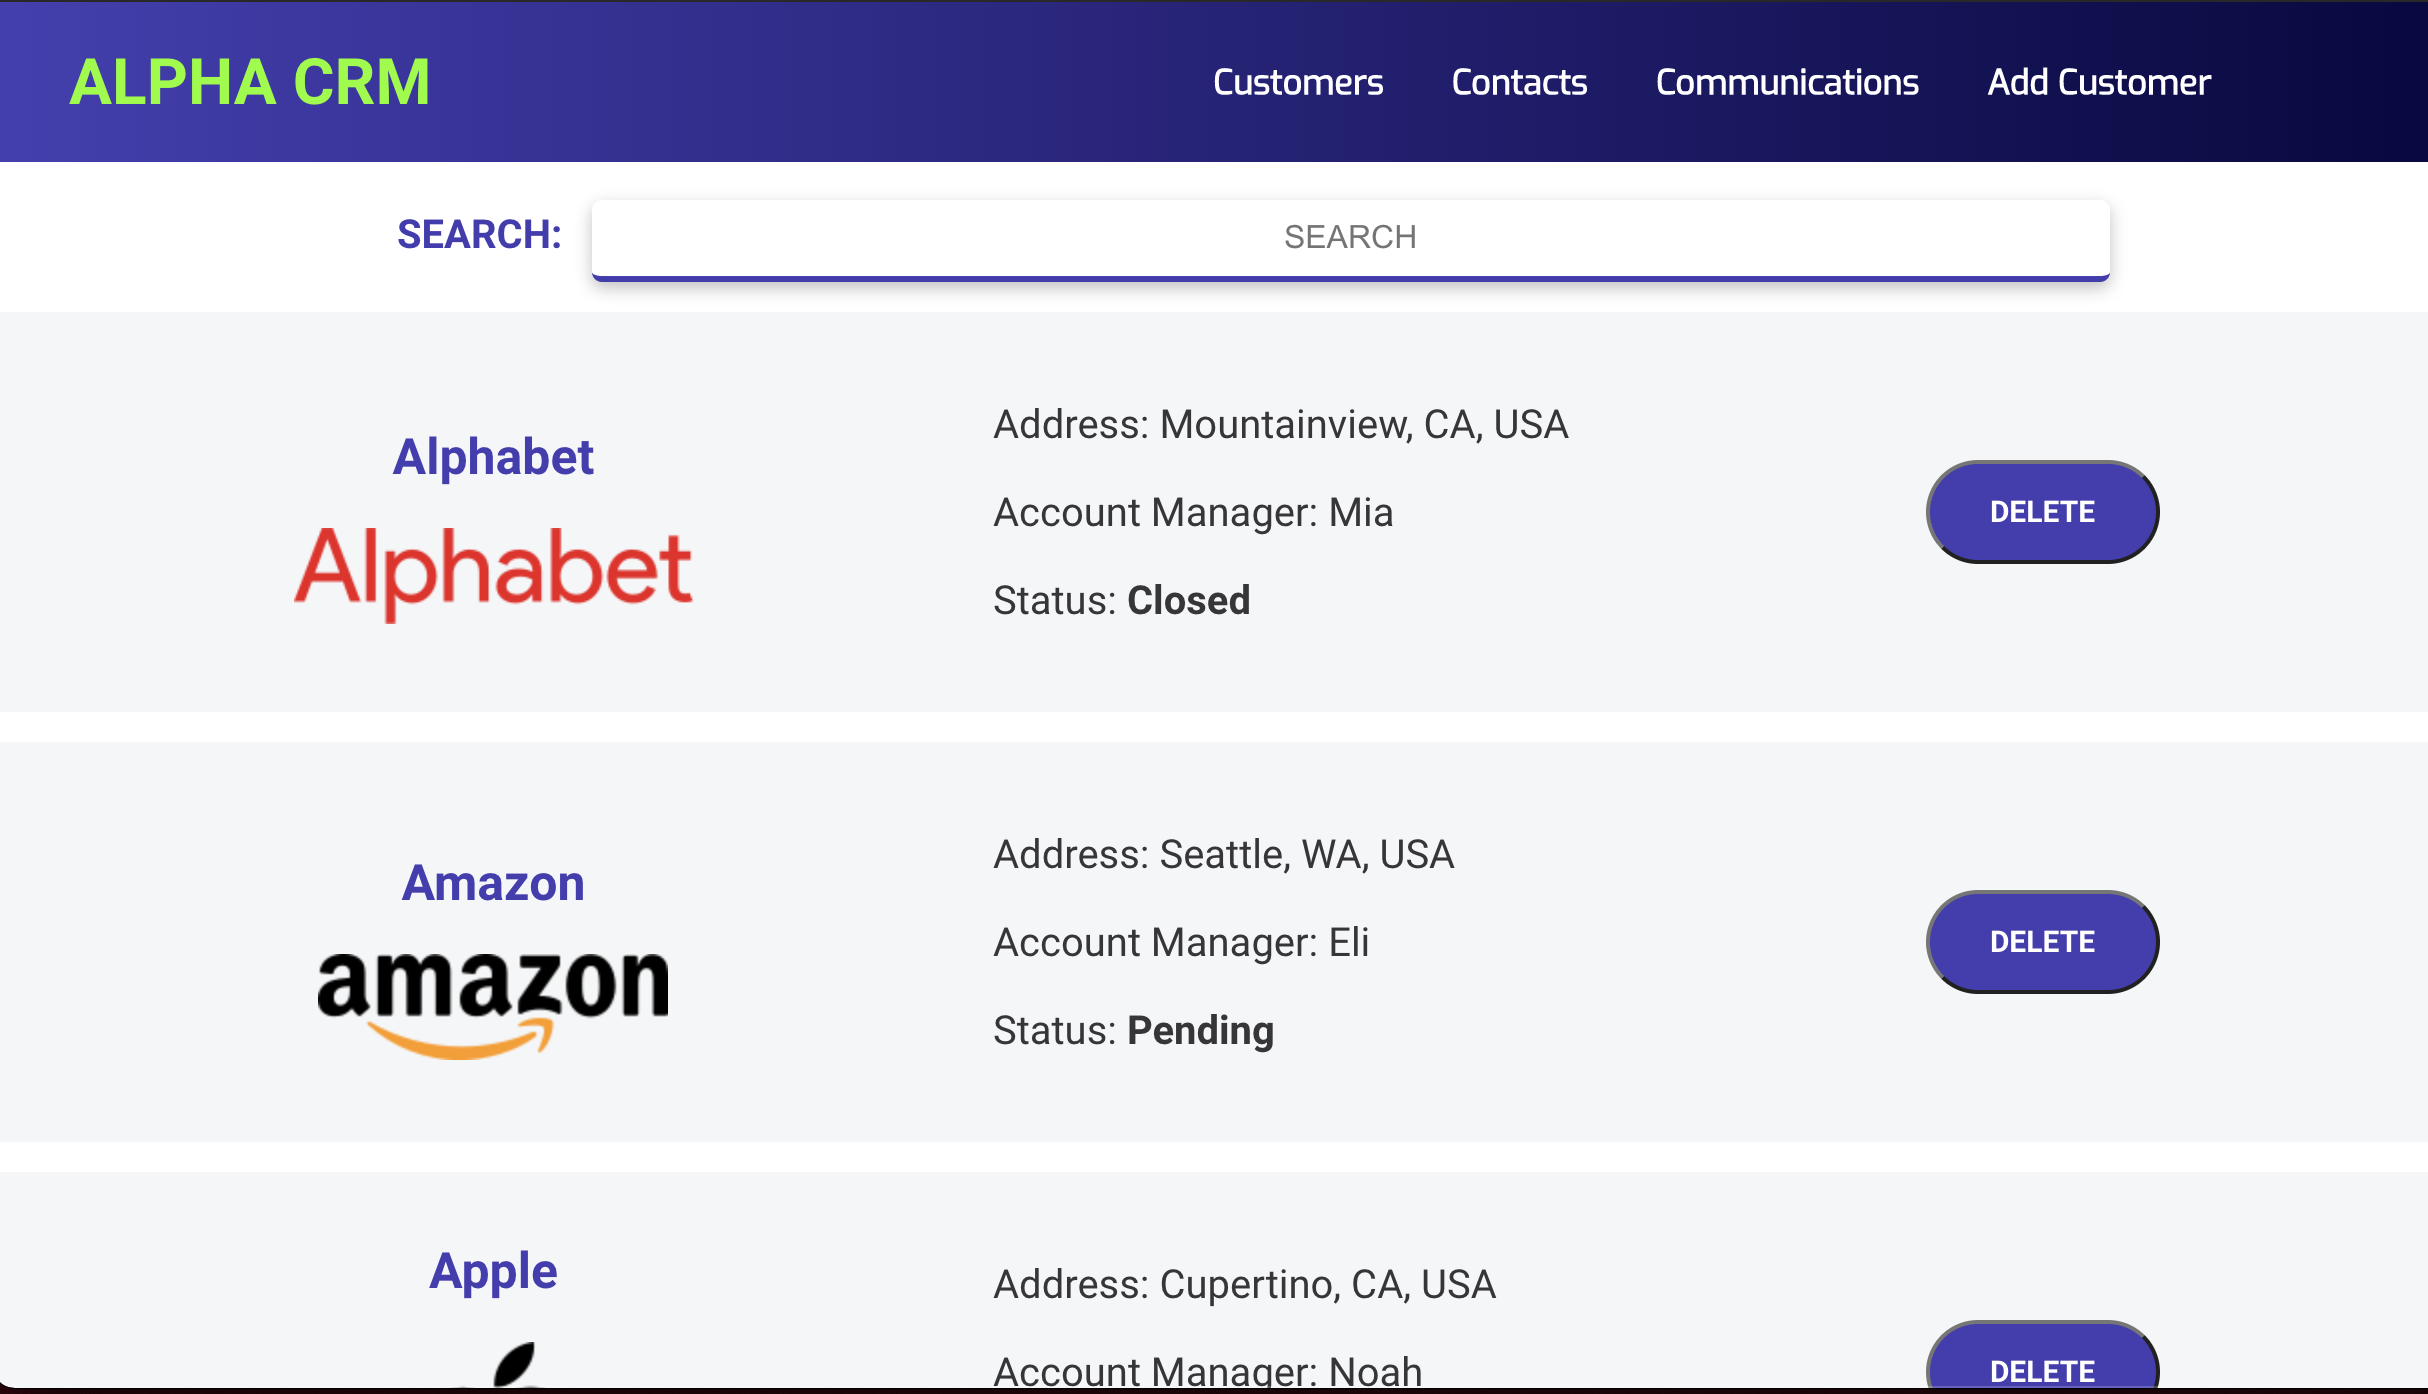 ALPHA CRM
Customers Contacts Communications Add Customer
SEARCH: SEARCH
Alphabet
Alphabet
Address: Mountainview, CA, USA
Account Manager: Mia
Status: Closed
DELETE
Amazon
amazon
Address: Seattle, WA, USA
Account Manager: Eli
Status: Pending
DELETE
Apple
Address: Cupertino, CA, USA
Account Manager: Noah
DELETE